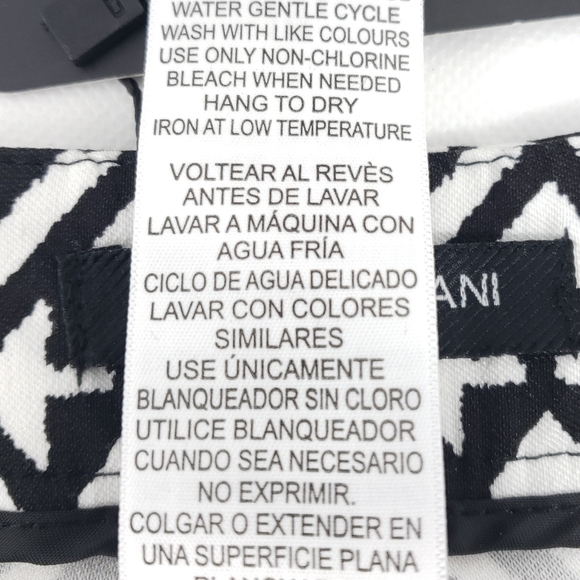 WATER GENTLE CYCLE
WASH WITH LIKE COLOURS
USE ONLY NON-CHLORINE
BLEACH WHEN NEEDED
HANG TO DRY
IRON AT LOW TEMPERATURE
VOLTEAR AL REVÈS
ANTES DE LAVAR
LAVAR A MÁQUINA CON
AGUA FRÍA
CICLO DE AGUA DELICADO
LAVAR CON COLORES
SIMILARES
USE ÚNICAMENTE
BLANQUEADOR SIN CLORO
UTILICE BLANQUEADOR
CUANDO SEA NECESARIO
NO EXPRIMIR.
COLGAR O EXTENDER EN
UNA SUPERFICIE PLANA
ANI